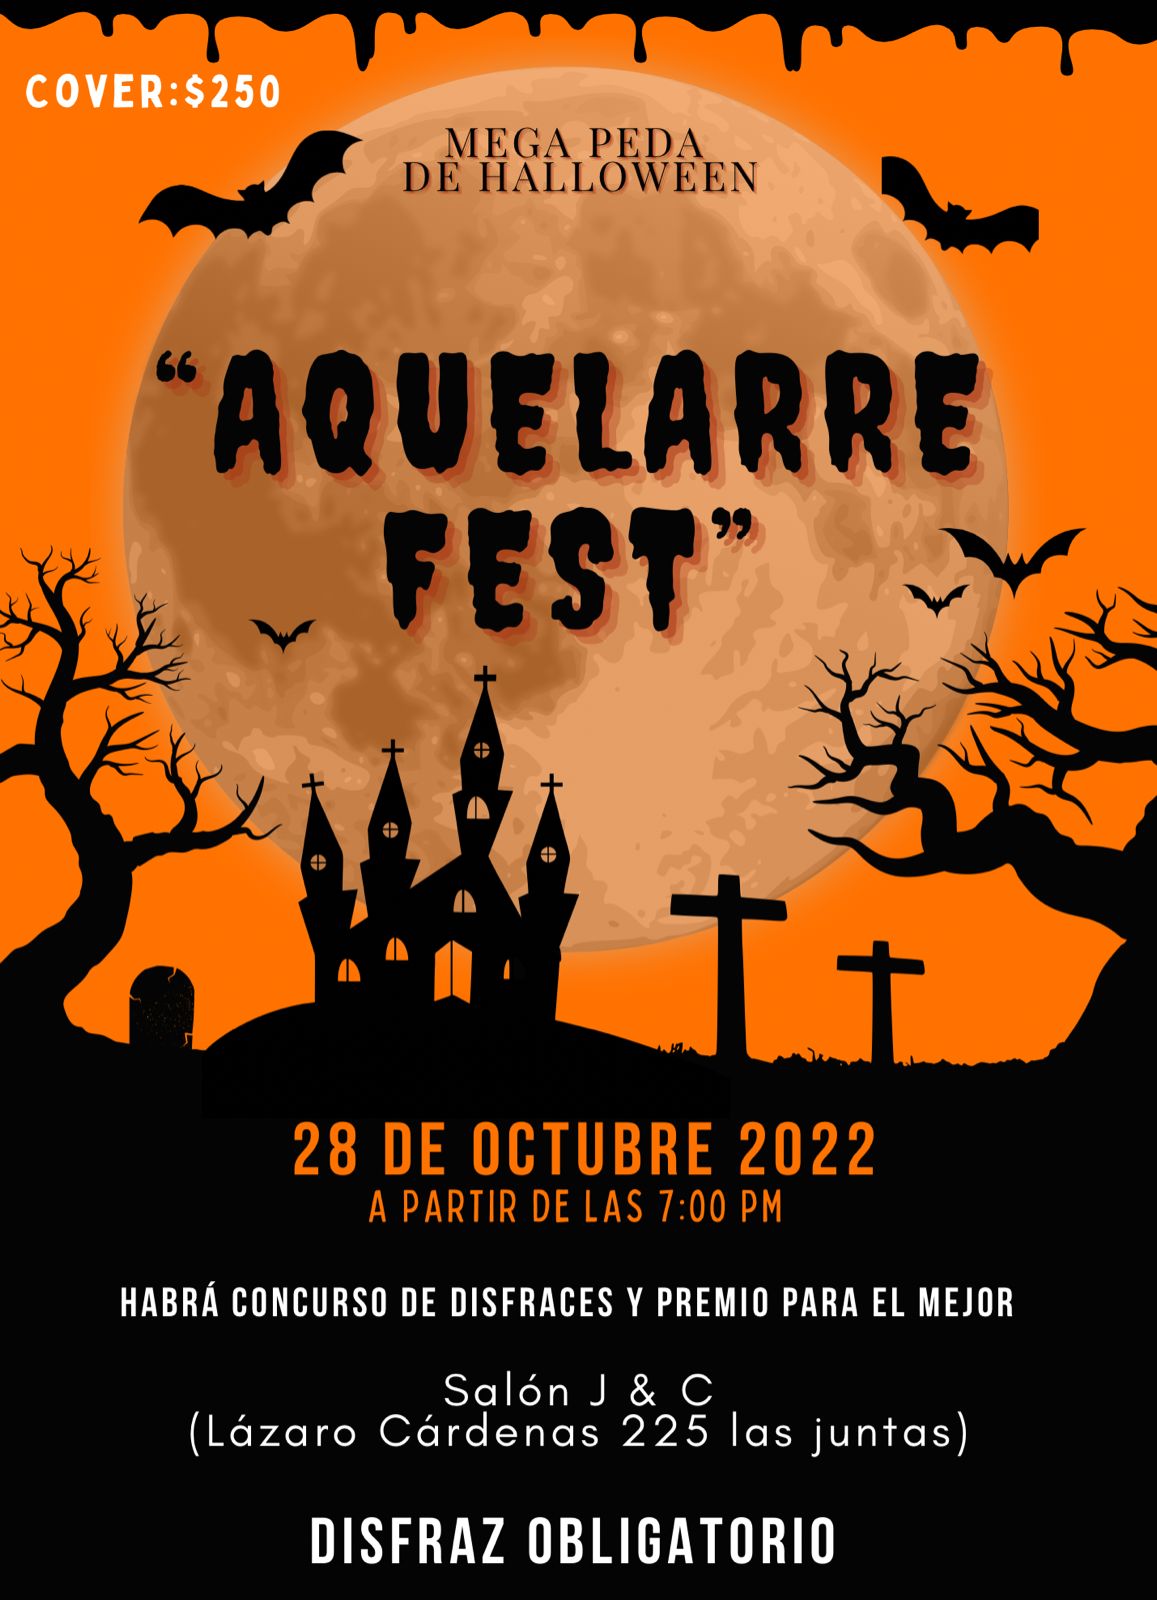 COVER:$250
MEGA PEDA
DE HALLOWEEN
“AQUELARRE
FEST”
28 DE OCTUBRE 2022
A PARTIR DE LAS 7:00 PM
HABRÁ CONCURSO DE DISFRACES Y PREMIO PARA EL MEJOR
Salón J & C
(Lázaro Cárdenas 225 las juntas)
DISFRAZ OBLIGATORIO